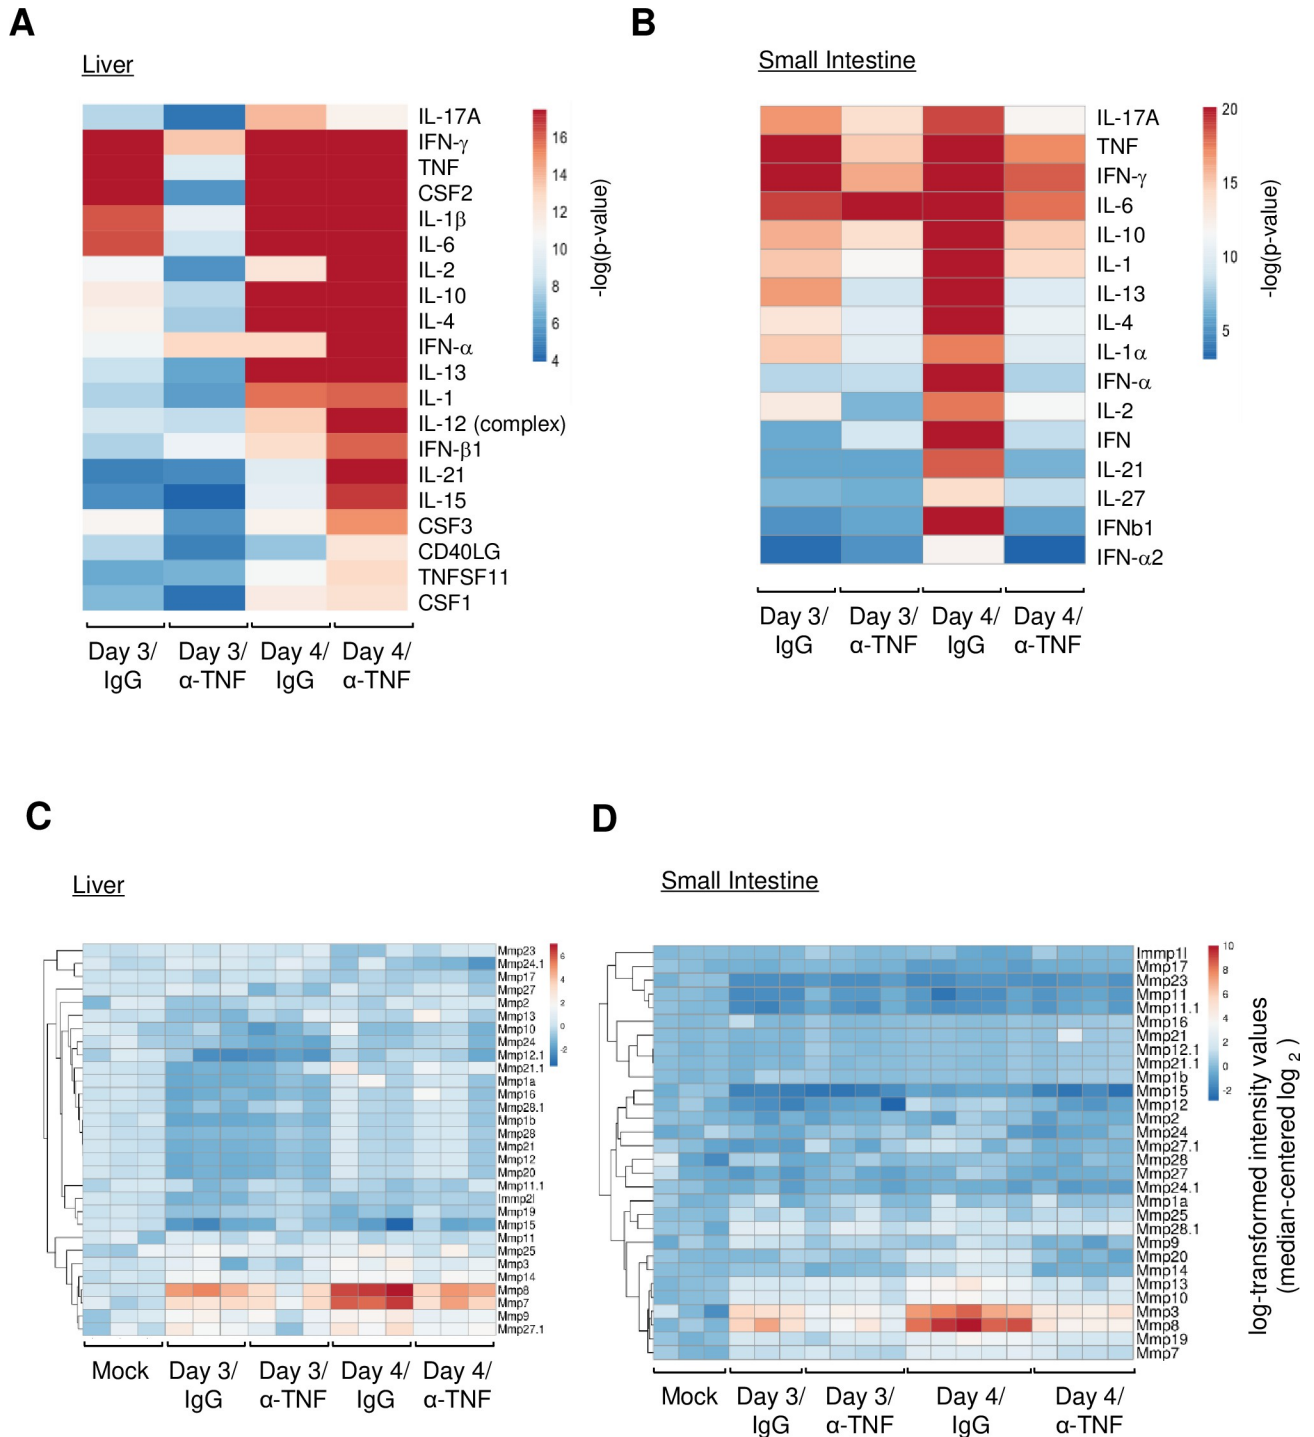 A
Liver
IL-17A
IFN-γ
TNF
CSF2
IL-1β
IL-6
IL-2
IL-10
IL-4
IFN-α
IL-13
IL-1
IL-12 (complex)
IFN-β1
IL-21
IL-15
CSF3
CD40LG
TNFSF11
CSF1
16
14
12
10
8
6
4
-log(p-value)
Day 3/
IgG
Day 3/
α-TNF
Day 4/
IgG
Day 4/
α-TNF
B
Small Intestine
IL-17A
TNF
IFN-γ
IL-6
IL-10
IL-1
IL-13
IL-4
IL-1α
IFN-α
IL-2
IFN
IL-21
IL-27
IFNb1
IFN-α2
20
15
10
5
-log(p-value)
Day 3/
IgG
Day 3/
α-TNF
Day 4/
IgG
Day 4/
α-TNF
C
Liver
Mmp23
Mmp24.1
Mmp17
Mmp27
Mmp2
Mmp13
Mmp10
Mmp24
Mmp12.1
Mmp21.1
Mmp1a
Mmp16
Mmp28.1
Mmp1b
Mmp28
Mmp21
Mmp12
Mmp20
Mmp11.1
Immp2l
Mmp19
Mmp15
Mmp11
Mmp25
Mmp3
Mmp14
Mmp8
Mmp7
Mmp9
Mmp27.1
6
4
2
0
-2
Mock
Day 3/
IgG
Day 3/
α-TNF
Day 4/
IgG
Day 4/
α-TNF
D
Small Intestine
Immp1l
Mmp17
Mmp23
Mmp11
Mmp11.1
Mmp16
Mmp21
Mmp12.1
Mmp21.1
Mmp1b
Mmp15
Mmp12
Mmp2
Mmp24
Mmp27.1
Mmp28
Mmp27
Mmp24.1
Mmp1a
Mmp25
Mmp28.1
Mmp9
Mmp20
Mmp14
Mmp13
Mmp10
Mmp3
Mmp8
Mmp19
Mmp7
10
8
6
4
2
0
-2
log-transformed intensity values
(median-centered log 2 )
Mock
Day 3/
IgG
Day 3/
α-TNF
Day 4/
IgG
Day 4/
α-TNF